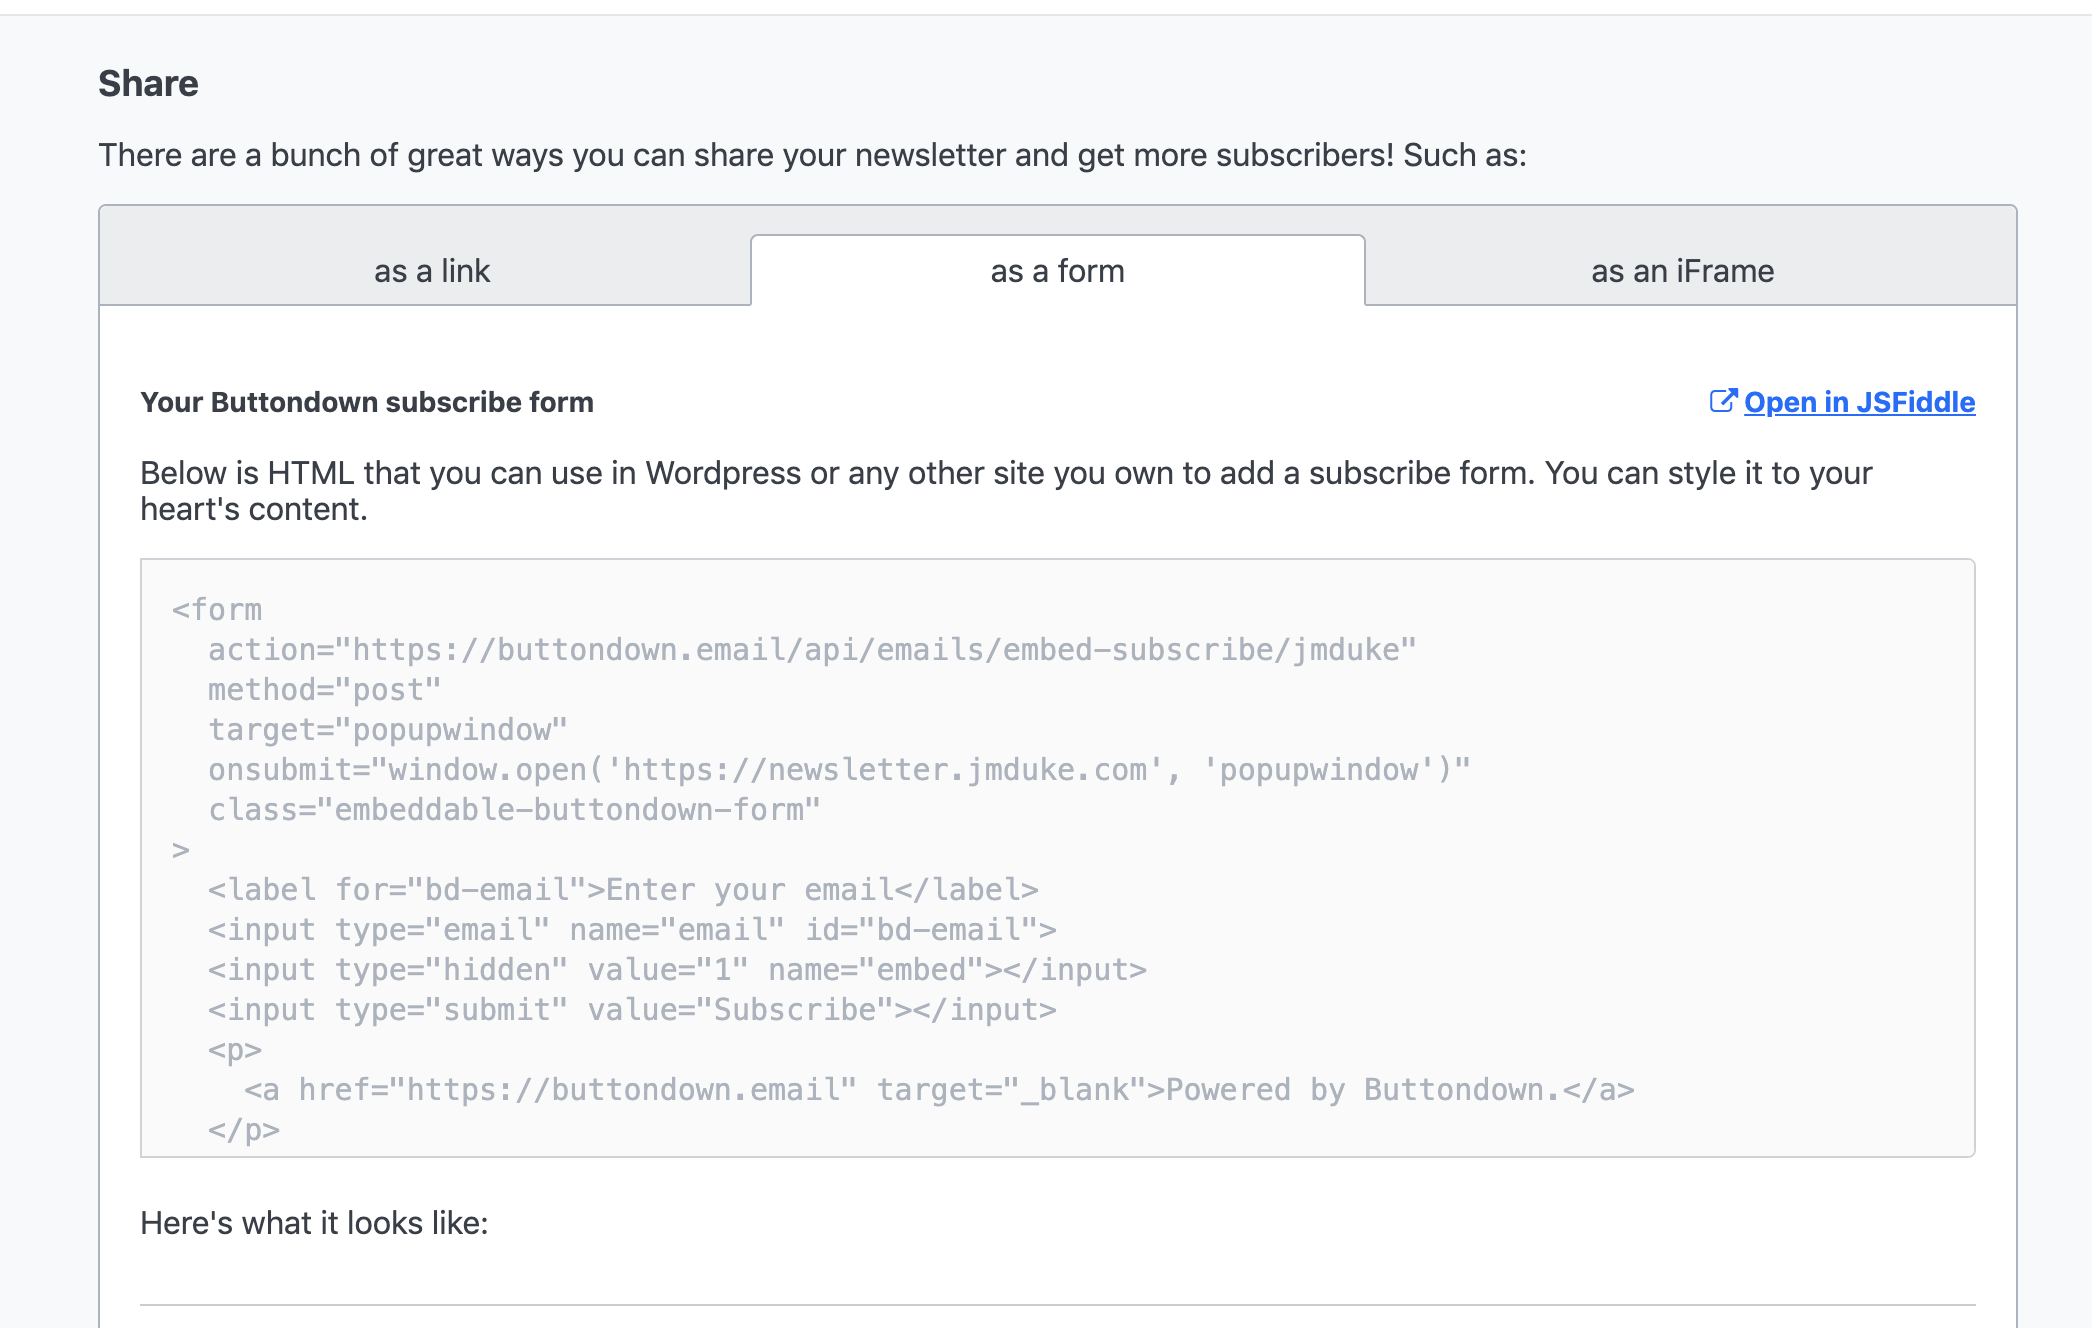 Share
There are a bunch of great ways you can share your newsletter and get more subscribers! Such as:
as a link
as a form
as an iFrame
Your Buttondown subscribe form
Open in JSFiddle
Below is HTML that you can use in Wordpress or any other site you own to add a subscribe form. You can style it to your
heart's content.
<form
  action="https://buttondown.email/api/emails/embed-subscribe/jmduke"
  method="post"
  target="popupwindow"
  onsubmit="window.open('https://newsletter.jmduke.com', 'popupwindow')"
  class="embeddable-buttondown-form"
>
  <label for="bd-email">Enter your email</label>
  <input type="email" name="email" id="bd-email">
  <input type="hidden" value="1" name="embed"></input>
  <input type="submit" value="Subscribe"></input>
  <p>
    <a href="https://buttondown.email" target="_blank">Powered by Buttondown.</a>
  </p>
Here's what it looks like: